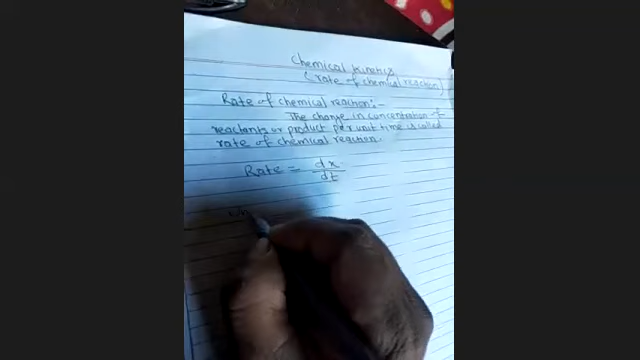 Chemical Kinetics
(rate of chemical reaction)
Rate of chemical reaction:-
The change in concentration of
reactants or product per unit time is called
rate of chemical reaction.
Rate = dx/dt